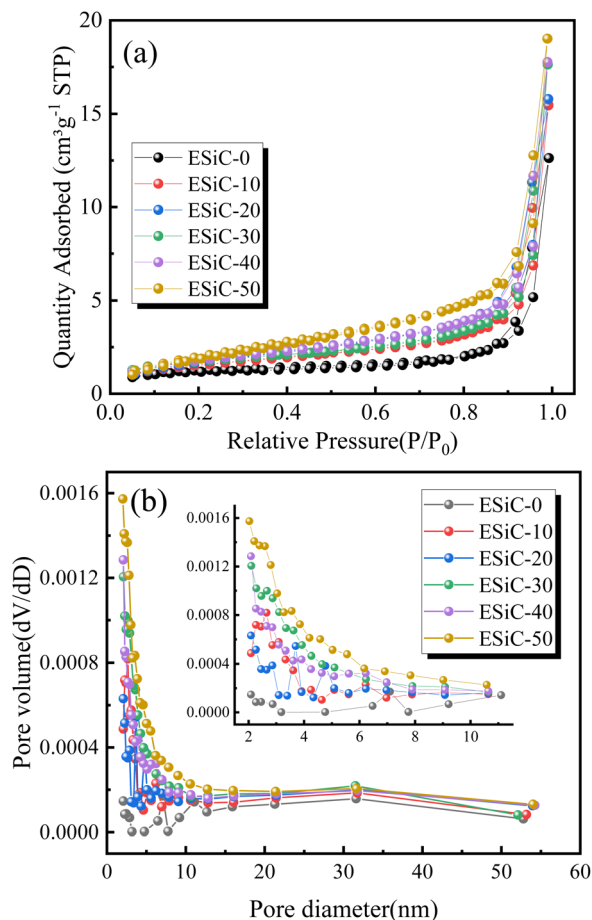 (a)
Quantity Adsorbed (cm³g⁻¹ STP)
20
15
10
5
0
ESiC-0
ESiC-10
ESiC-20
ESiC-30
ESiC-40
ESiC-50
0.0 0.2 0.4 0.6 0.8 1.0
Relative Pressure(P/P₀)
(b)
Pore volume(dV/dD)
0.0016
0.0012
0.0008
0.0004
0.0000
0.0016
0.0012
0.0008
0.0004
0.0000
2 4 6 8 10
ESiC-0
ESiC-10
ESiC-20
ESiC-30
ESiC-40
ESiC-50
0 10 20 30 40 50 60
Pore diameter(nm)